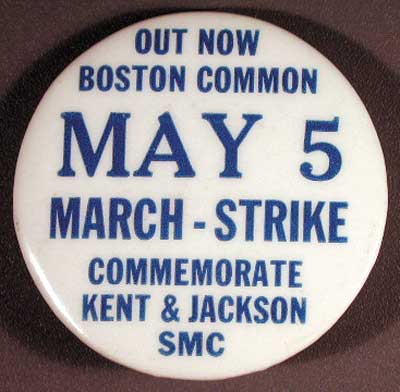 OUT NOW
BOSTON COMMON
MAY 5
MARCH - STRIKE
COMMEMORATE
KENT & JACKSON
SMC